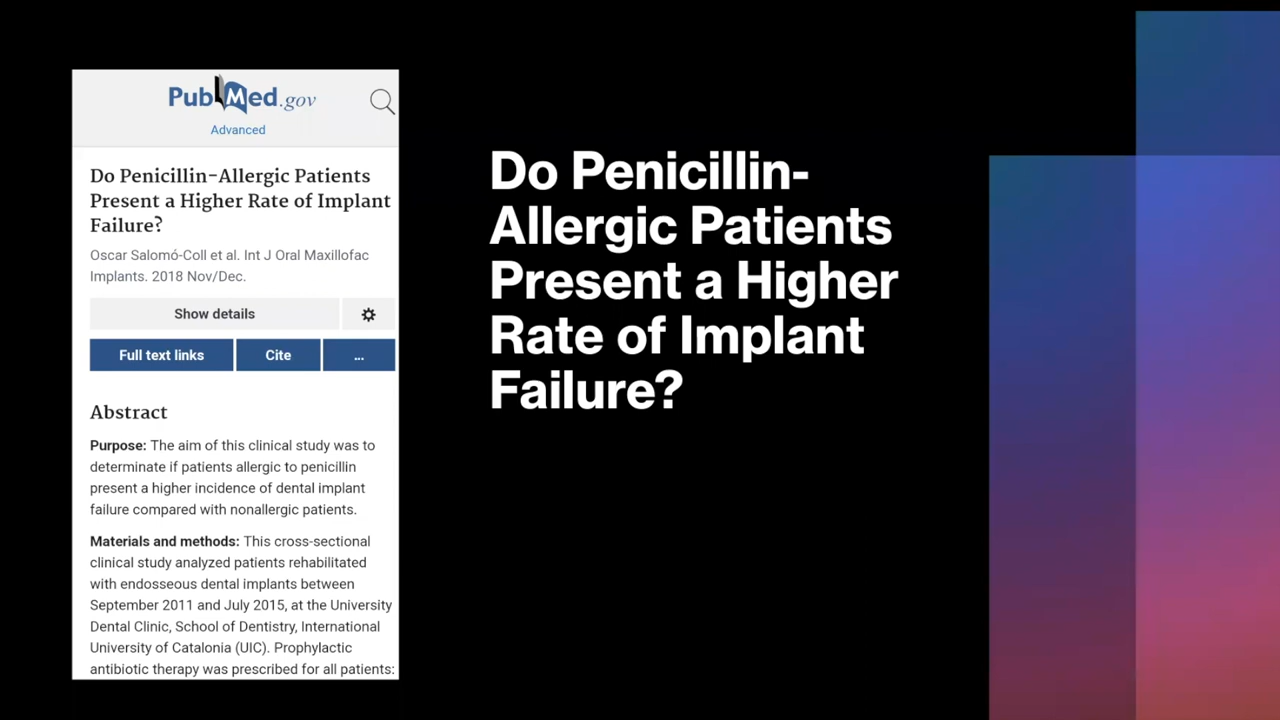 PubMed.gov
Advanced
Do Penicillin-Allergic Patients
Present a Higher Rate of Implant
Failure?
Oscar Salomó-Coll et al. Int J Oral Maxillofac
Implants. 2018 Nov/Dec.
Show details
Full text links
Cite
...
Abstract
Purpose: The aim of this clinical study was to
determinate if patients allergic to penicillin
present a higher incidence of dental implant
failure compared with nonallergic patients.
Materials and methods: This cross-sectional
clinical study analyzed patients rehabilitated
with endosseous dental implants between
September 2011 and July 2015, at the University
Dental Clinic, School of Dentistry, International
University of Catalonia (UIC). Prophylactic
antibiotic therapy was prescribed for all patients:
Do Penicillin-
Allergic Patients
Present a Higher
Rate of Implant
Failure?